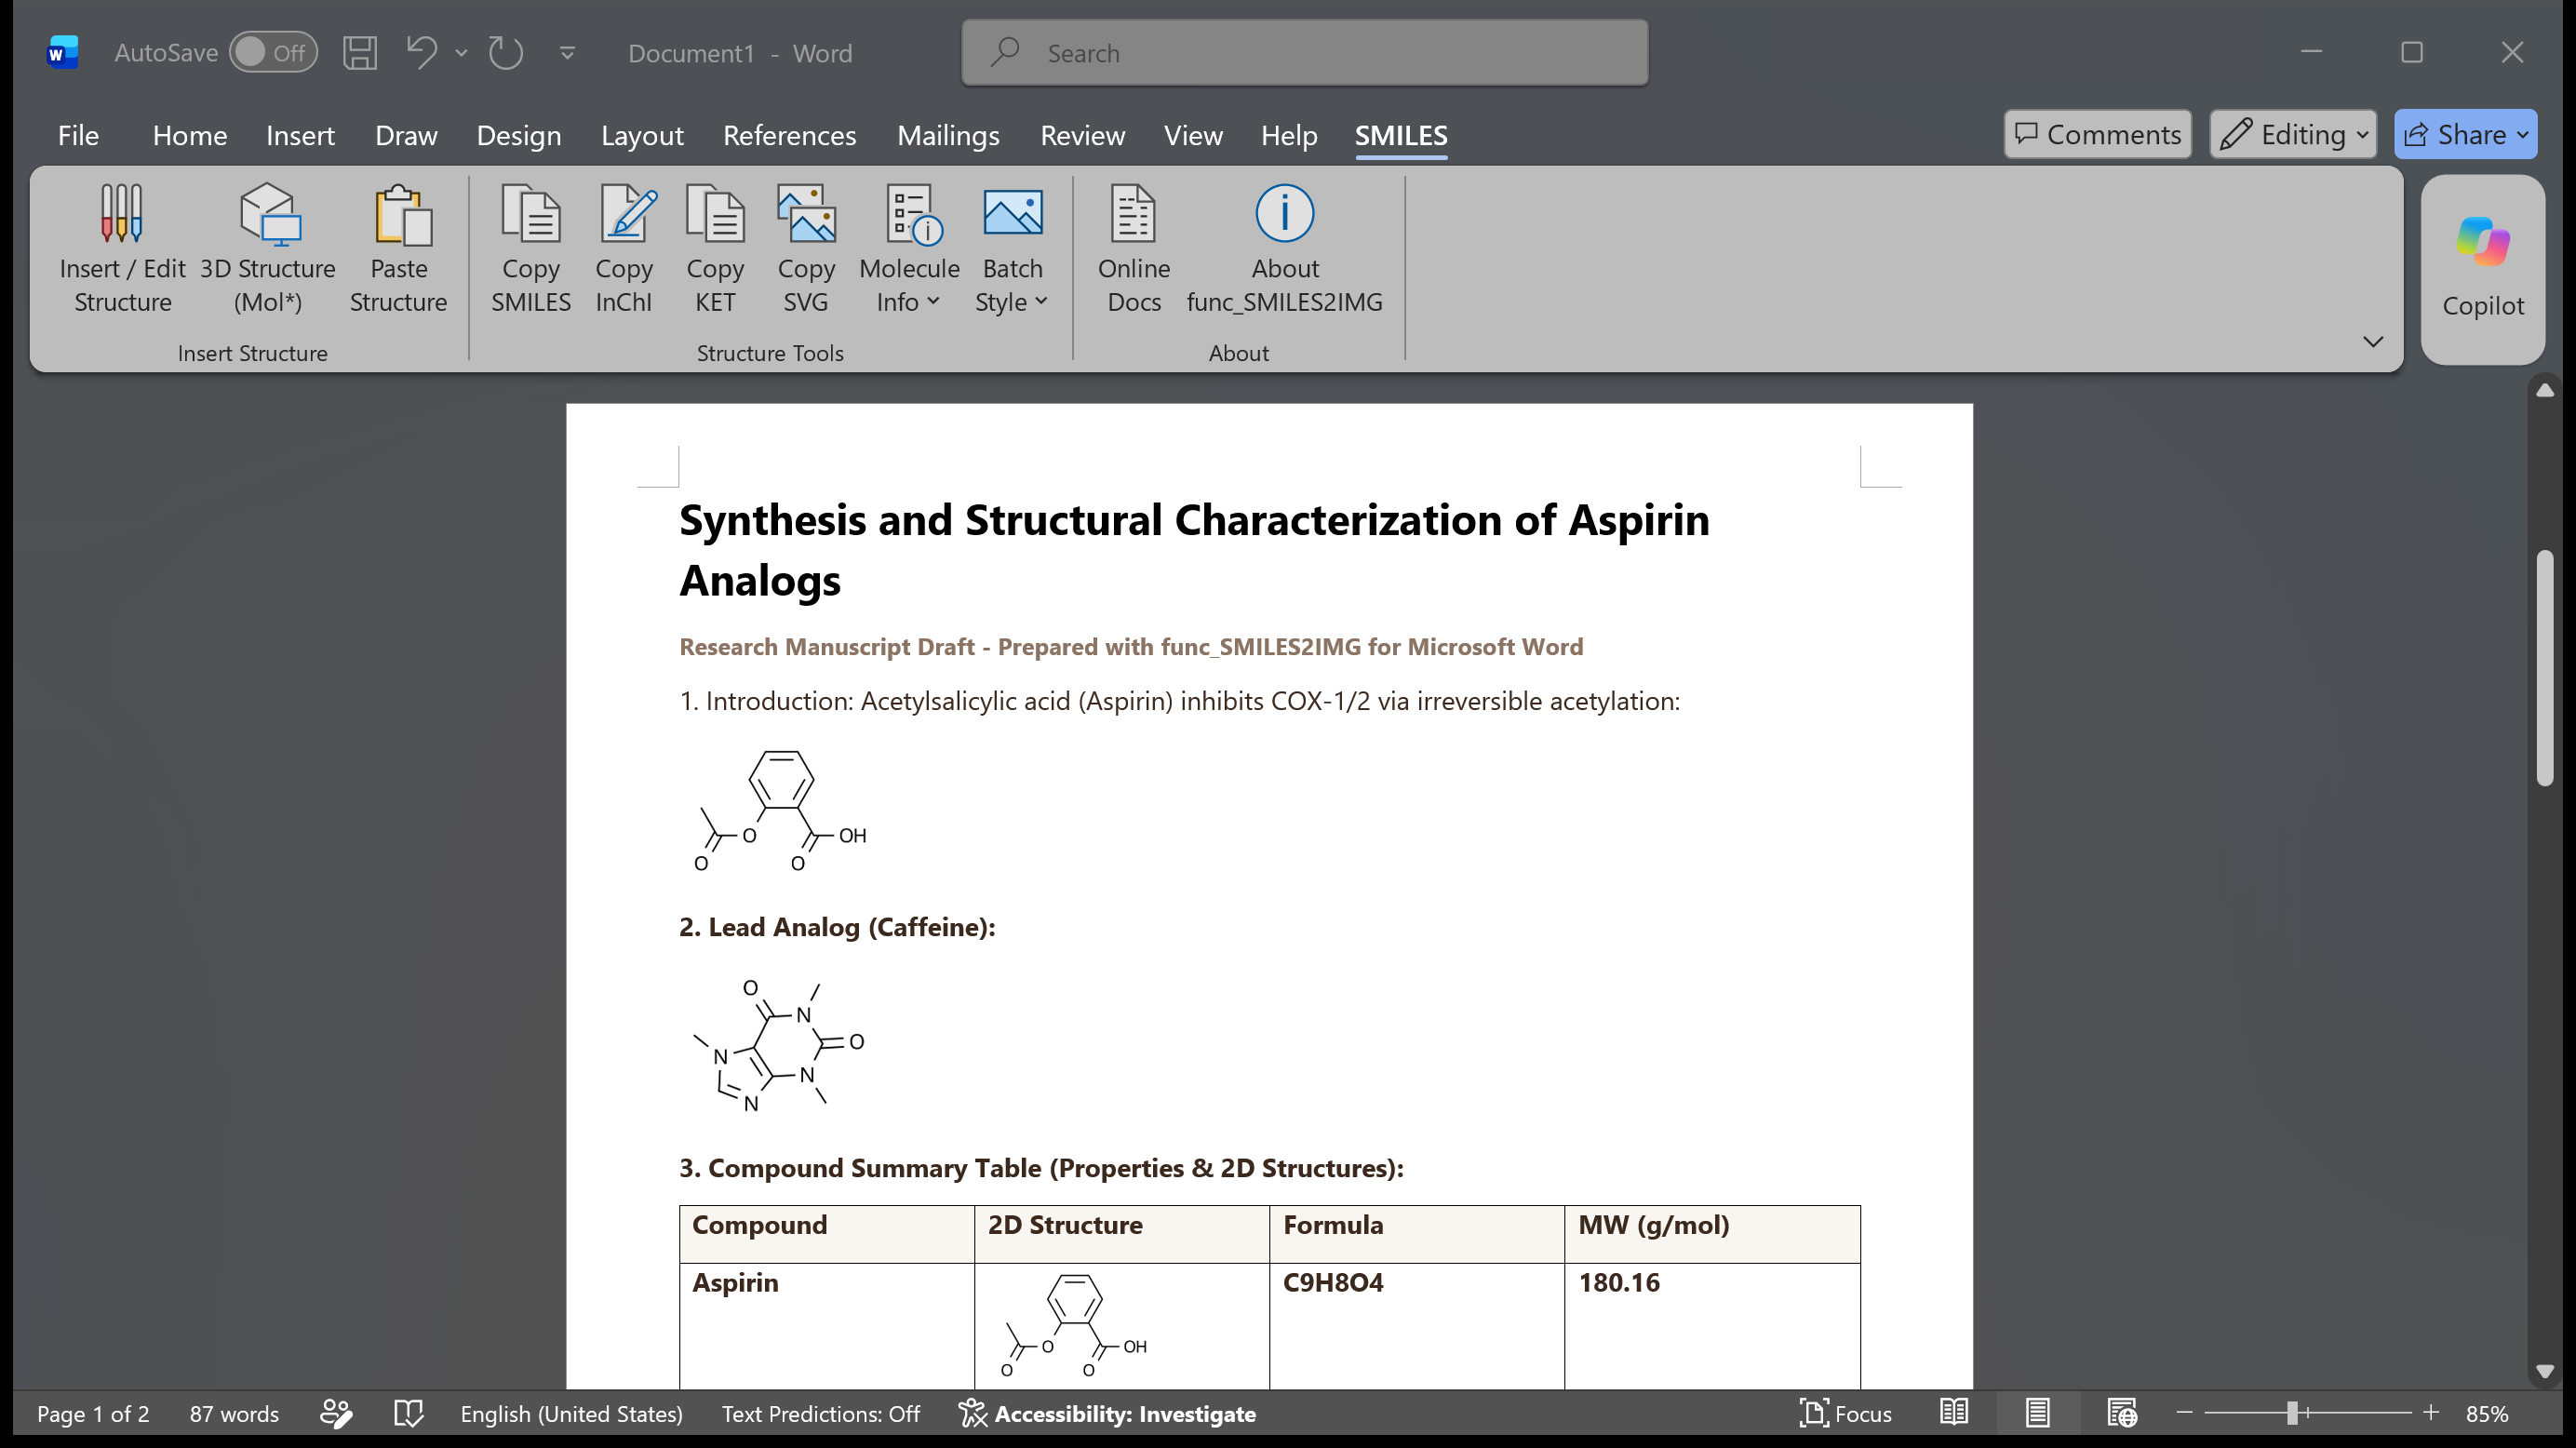 AutoSave Off Document1 - Word Search
File Home Insert Draw Design Layout References Mailings Review View Help SMILES Comments Editing Share
Insert / Edit Structure
3D Structure (Mol*)
Paste Structure
Copy SMILES
Copy InChI
Copy KET
Copy SVG
Molecule Info
Batch Style
Online Docs
About func_SMILES2IMG
Copilot
Insert Structure Structure Tools About
Synthesis and Structural Characterization of Aspirin
Analogs
Research Manuscript Draft - Prepared with func_SMILES2IMG for Microsoft Word
1. Introduction: Acetylsalicylic acid (Aspirin) inhibits COX-1/2 via irreversible acetylation:
O OH
O O
2. Lead Analog (Caffeine):
O
N
O
N
N
N
3. Compound Summary Table (Properties & 2D Structures):
Compound 2D Structure Formula MW (g/mol)
Aspirin C9H8O4 180.16
O OH
O O
Page 1 of 2 87 words English (United States) Text Predictions: Off Accessibility: Investigate Focus 85%